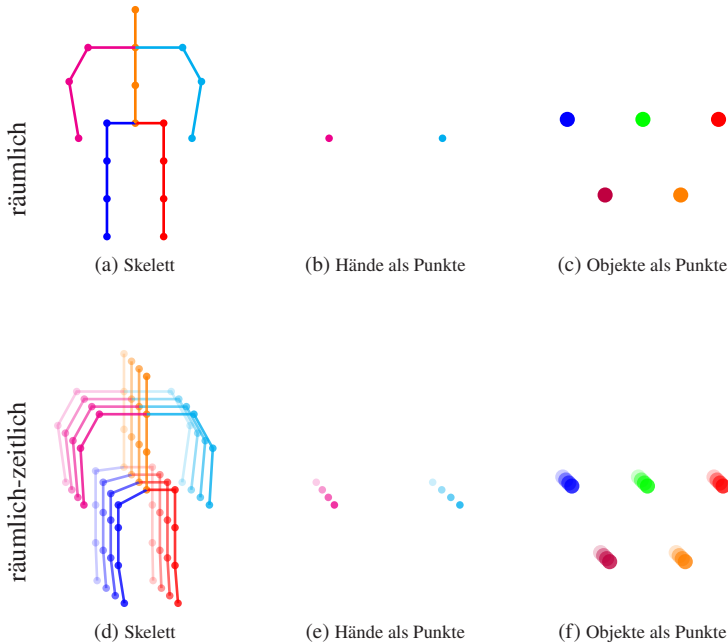 räumlich
(a) Skelett
(b) Hände als Punkte
(c) Objekte als Punkte
räumlich-zeitlich
(d) Skelett
(e) Hände als Punkte
(f) Objekte als Punkte